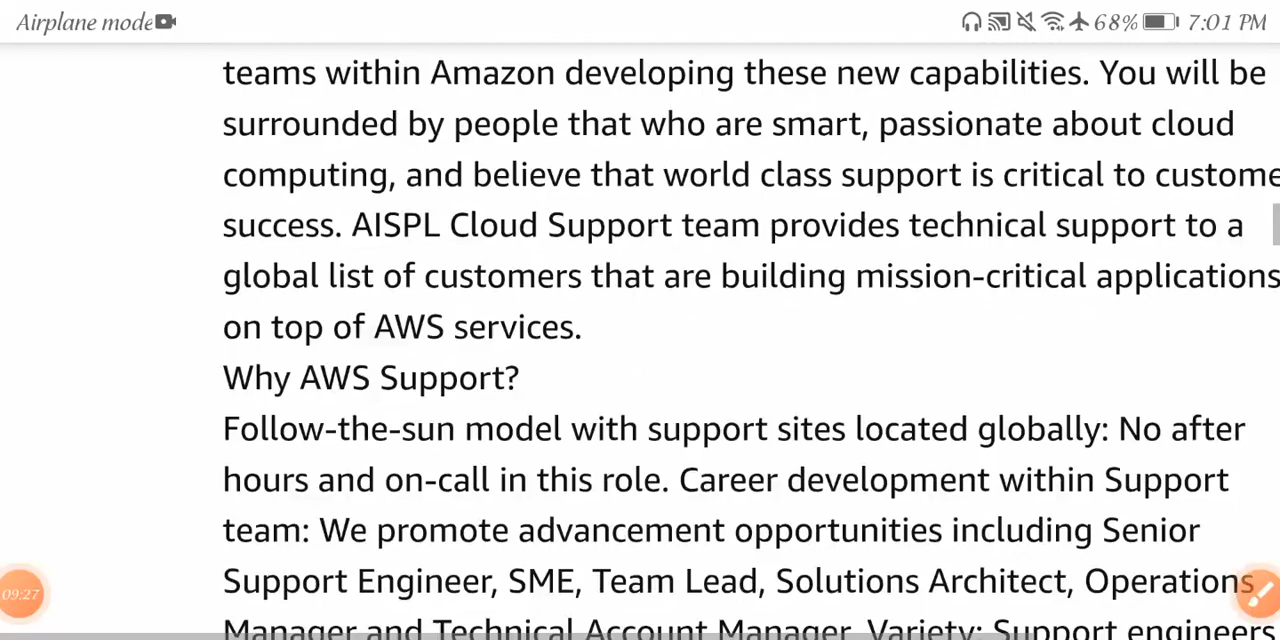 Airplane mode
68% 7:01 PM
teams within Amazon developing these new capabilities. You will be
surrounded by people that who are smart, passionate about cloud
computing, and believe that world class support is critical to custome
success. AISPL Cloud Support team provides technical support to a
global list of customers that are building mission-critical applications
on top of AWS services.
Why AWS Support?
Follow-the-sun model with support sites located globally: No after
hours and on-call in this role. Career development within Support
team: We promote advancement opportunities including Senior
Support Engineer, SME, Team Lead, Solutions Architect, Operations
09:27
Manager and Technical Account Manager. Variety: Support engineers